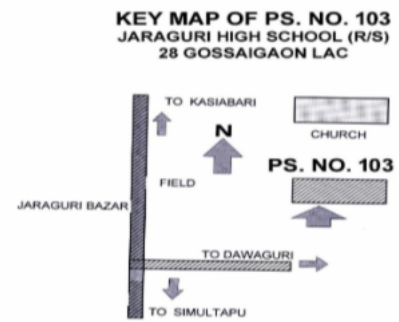 KEY MAP OF PS. NO. 103
JARAGURI HIGH SCHOOL (R/S)
28 GOSSAIGAON LAC
TO KASIABARI
N
CHURCH
PS. NO. 103
FIELD
JARAGURI BAZAR
TO DAWAGURI
TO SIMULTAPU